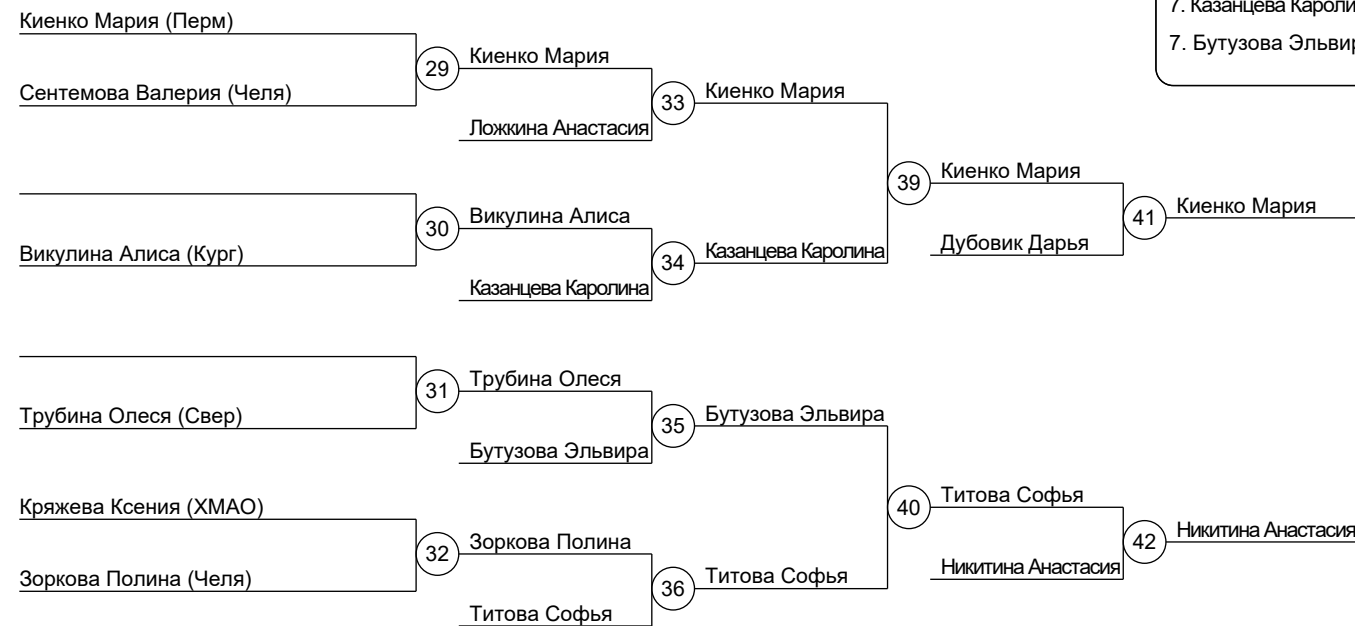 7. Казанцева
7. Бутузова
Киенко Мария (Перм)
29
Сентемова Валерия (Челя)
Киенко Мария
Ложкина Анастасия
33
Киенко Мария
39
Киенко Мария
Дубовик Дарья
41
Киенко Мария
30
Викулина Алиса (Кург)
Викулина Алиса
Казанцева Каролина
34
Казанцева Каролина
31
Трубина Олеся (Свер)
Трубина Олеся
Бутузова Эльвира
35
Бутузова Эльвира
40
Титова Софья
Никитина Анастасия
42
Никитина Анастасия
Кряжева Ксения (ХМАО)
32
Зоркова Полина (Челя)
Зоркова Полина
Титова Софья
36
Титова Софья